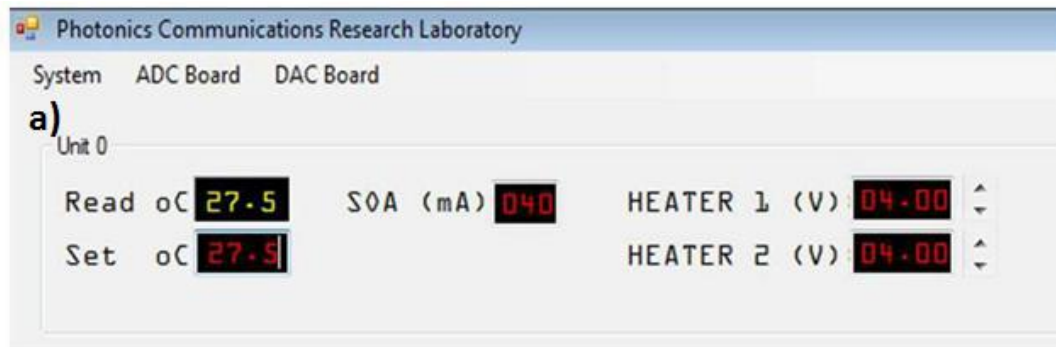 Photonics Communications Research Laboratory
System ADC Board DAC Board
a)
Unit 0
Read oC 27.5 SOA (mA) 040 HEATER 1 (V) 04.00
Set oC 27.5 HEATER 2 (V) 04.00